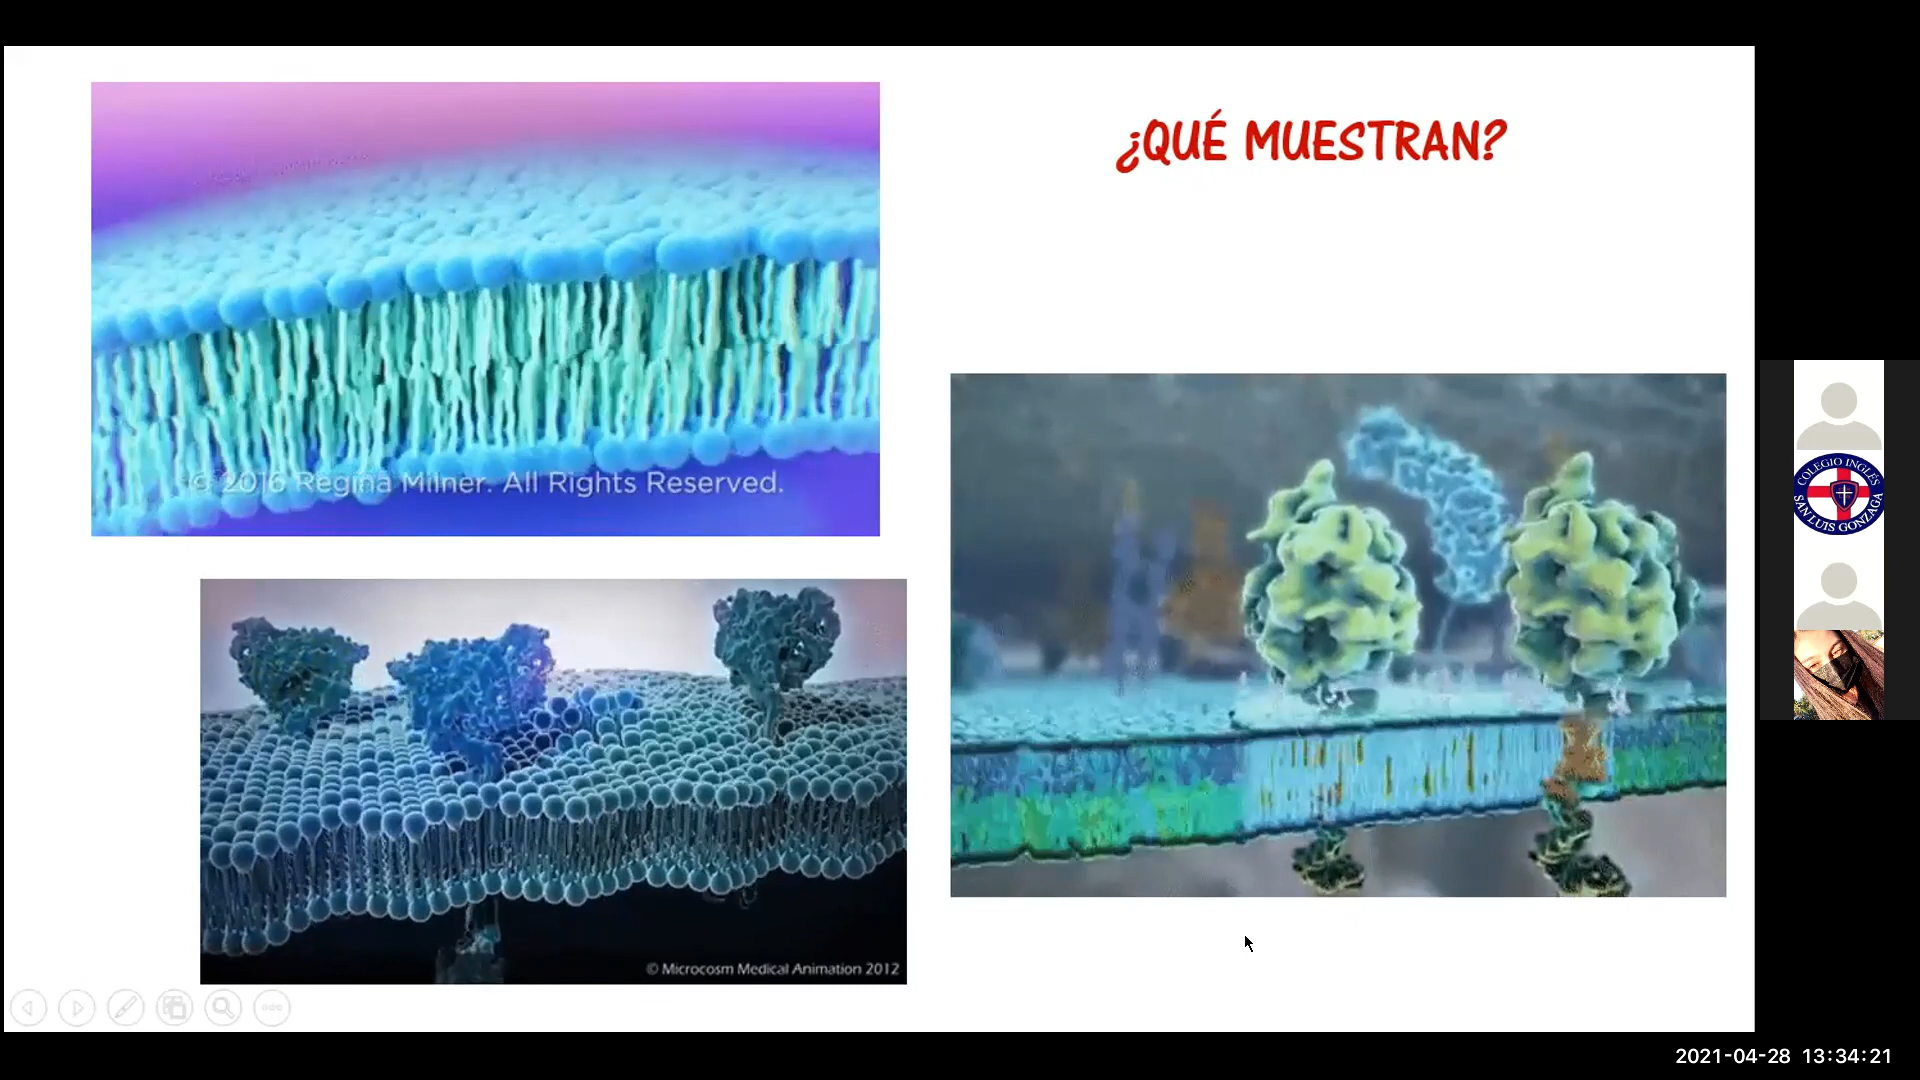 ¿QUÉ MUESTRAN?
© 2016 Regina Milner. All Rights Reserved.
© Microcosm Medical Animation 2012
COLEGIO INGLÉS
SAN LUIS GONZAGA
2021-04-28 13:34:21